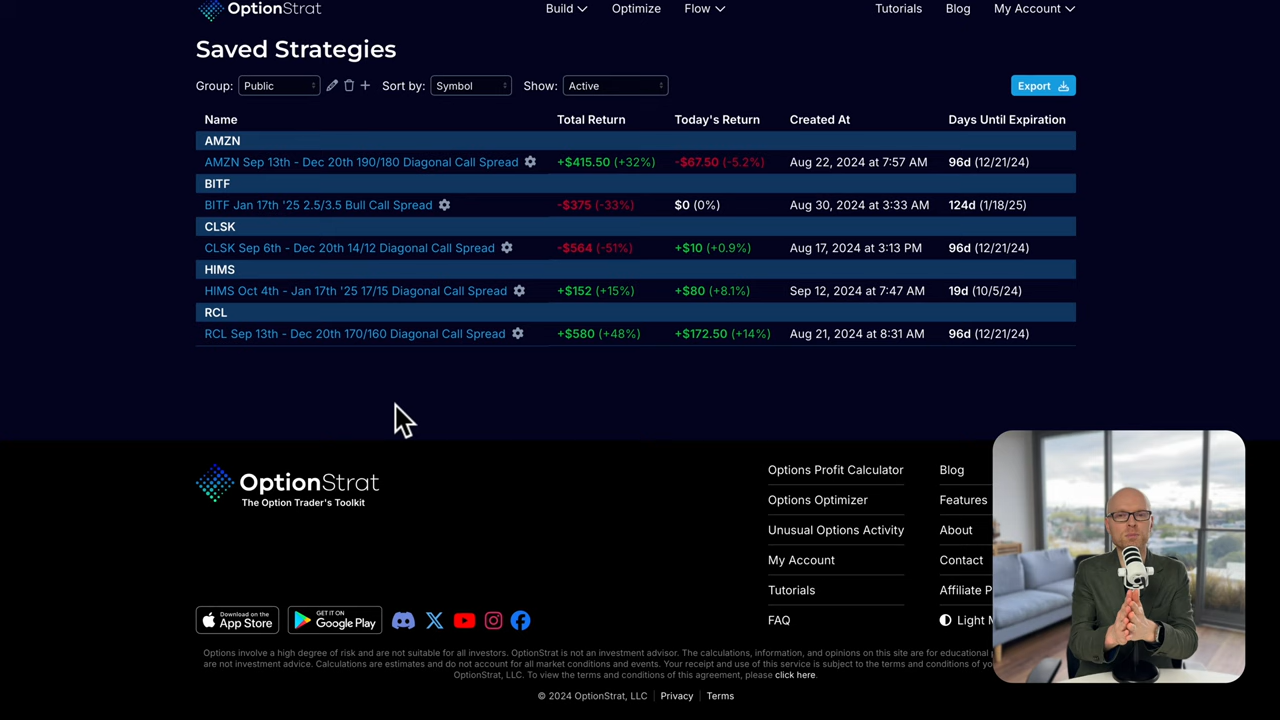 OptionStrat
Build Optimize Flow Tutorials Blog My Account
Saved Strategies
Group: Public Sort by: Symbol Show: Active Export
Name Total Return Today's Return Created At Days Until Expiration
AMZN
AMZN Sep 13th - Dec 20th 190/180 Diagonal Call Spread +$415.50 (+32%) -$67.50 (-5.2%) Aug 22, 2024 at 7:57 AM 96d (12/21/24)
BITF
BITF Jan 17th '25 2.5/3.5 Bull Call Spread -$375 (-33%) $0 (0%) Aug 30, 2024 at 3:33 AM 124d (1/18/25)
CLSK
CLSK Sep 6th - Dec 20th 14/12 Diagonal Call Spread -$564 (-51%) +$10 (+0.9%) Aug 17, 2024 at 3:13 PM 96d (12/21/24)
HIMS
HIMS Oct 4th - Jan 17th '25 17/15 Diagonal Call Spread +$152 (+15%) +$80 (+8.1%) Sep 12, 2024 at 7:47 AM 19d (10/5/24)
RCL
RCL Sep 13th - Dec 20th 170/160 Diagonal Call Spread +$580 (+48%) +$172.50 (+14%) Aug 21, 2024 at 8:31 AM 96d (12/21/24)
OptionStrat
The Option Trader's Toolkit
Options Profit Calculator Blog
Options Optimizer Features
Unusual Options Activity About
My Account Contact
Tutorials Affiliate P
FAQ Light
Download on the App Store GET IT ON Google Play
Options involve a high degree of risk and are not suitable for all investors. OptionStrat is not an investment advisor. The calculations, information, and opinions on this site are for educational
are not investment advice. Calculations are estimates and do not account for all market conditions and events. Your receipt and use of this service is subject to the terms and conditions of
OptionStrat, LLC. To view the terms and conditions of this agreement, please click here.
© 2024 OptionStrat, LLC Privacy Terms